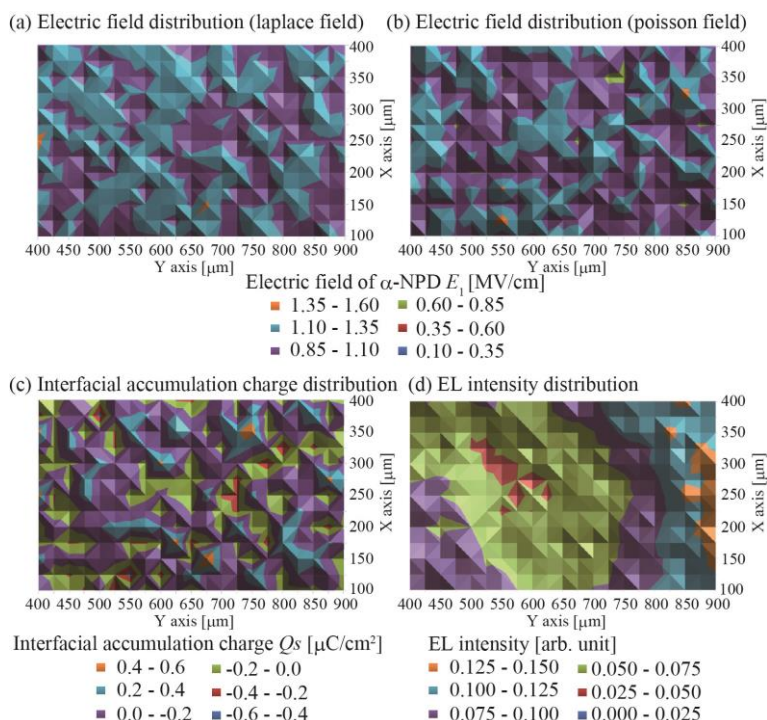 (a) Electric field distribution (laplace field)
(b) Electric field distribution (poisson field)
400
350
300
250
200
150
100
X axis [μm]
400 450 500 550 600 650 700 750 800 850 900
Y axis [μm]
400
350
300
250
200
150
100
X axis [μm]
400 450 500 550 600 650 700 750 850 900
Y axis [μm]
Electric field of α-NPD E1 [MV/cm]
1.35 - 1.60
0.60 - 0.85
1.10 - 1.35
0.35 - 0.60
0.85 - 1.10
0.10 - 0.35
(c) Interfacial accumulation charge distribution
(d) EL intensity distribution
400
350
300
250
200
150
100
X axis [μm]
400 450 500 550 600 650 700 750 800 850 900
Y axis [μm]
400
350
300
250
200
150
100
X axis [μm]
400 450 500 550 600 650 700 750 850 900
Y axis [μm]
Interfacial accumulation charge Qs [μC/cm²]
0.4 - 0.6
-0.2 - 0.0
0.2 - 0.4
-0.4 - -0.2
0.0 - -0.2
-0.6 - -0.4
EL intensity [arb. unit]
0.125 - 0.150
0.050 - 0.075
0.100 - 0.125
0.025 - 0.050
0.075 - 0.100
0.000 - 0.025